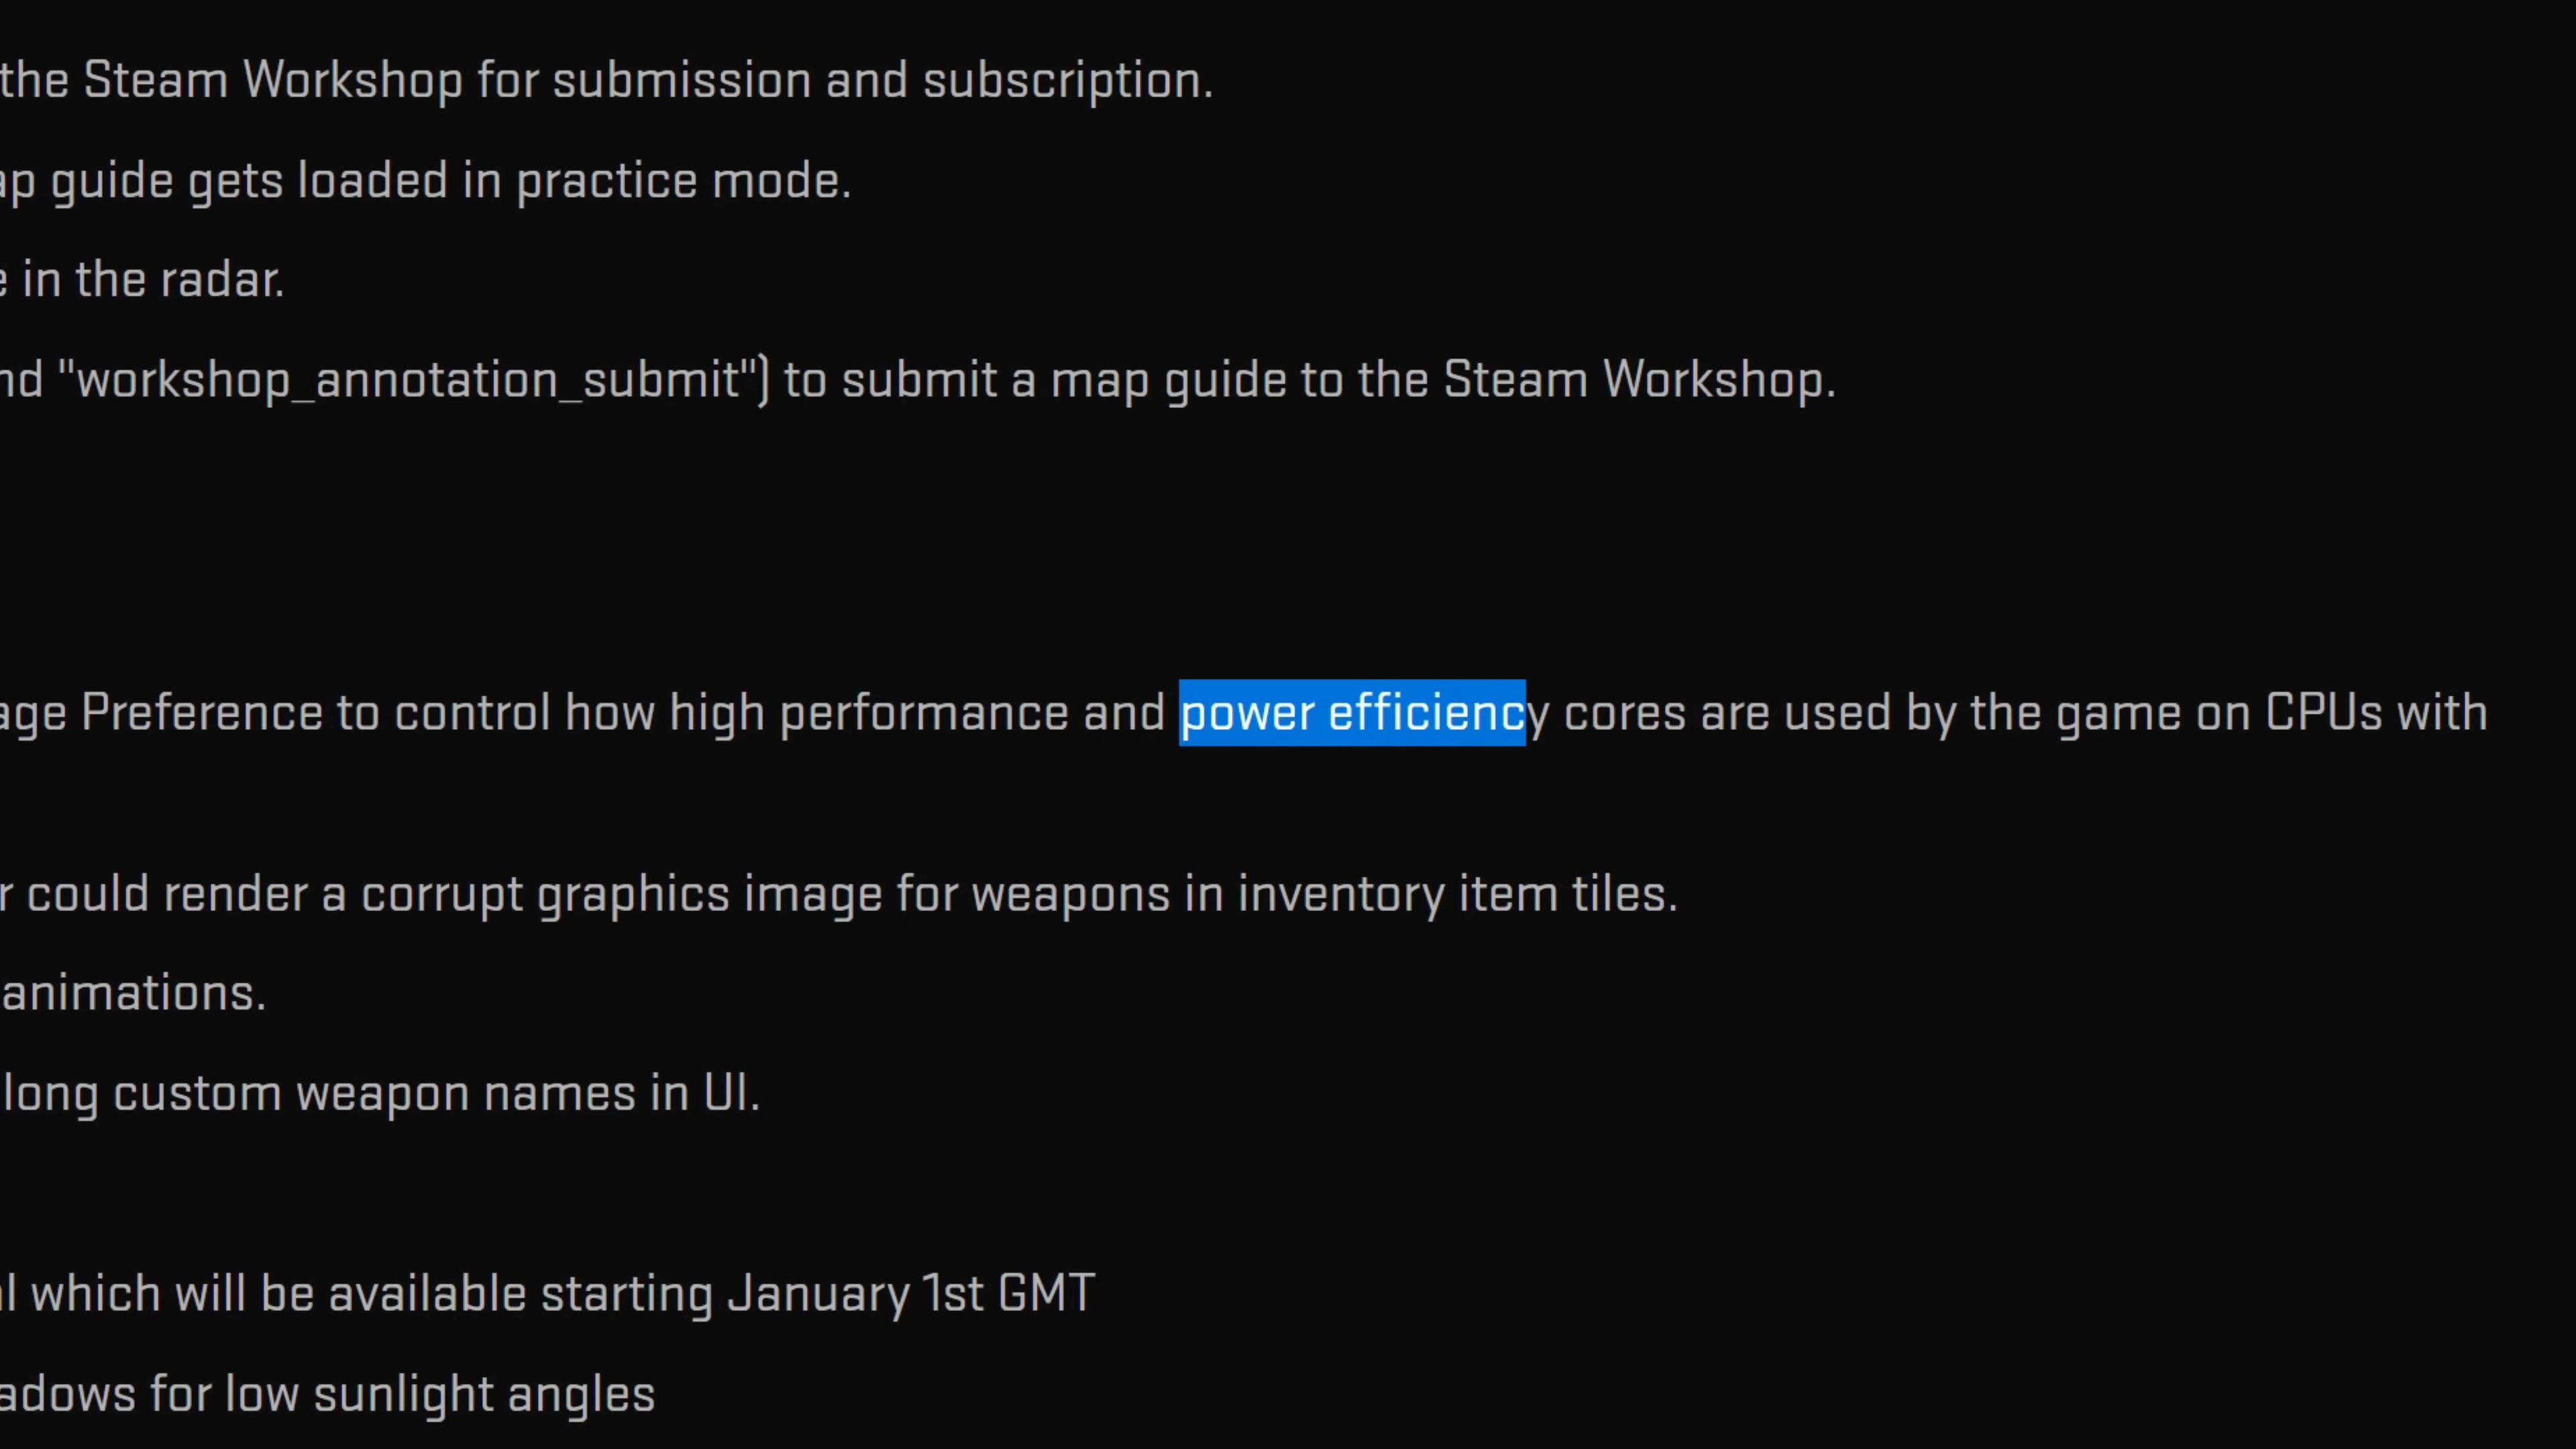 the Steam Workshop for submission and subscription.
ap guide gets loaded in practice mode.
e in the radar.
nd "workshop_annotation_submit") to submit a map guide to the Steam Workshop.
age Preference to control how high performance and power efficiency cores are used by the game on CPUs with
r could render a corrupt graphics image for weapons in inventory item tiles.
animations.
long custom weapon names in UI.
l which will be available starting January 1st GMT
adows for low sunlight angles